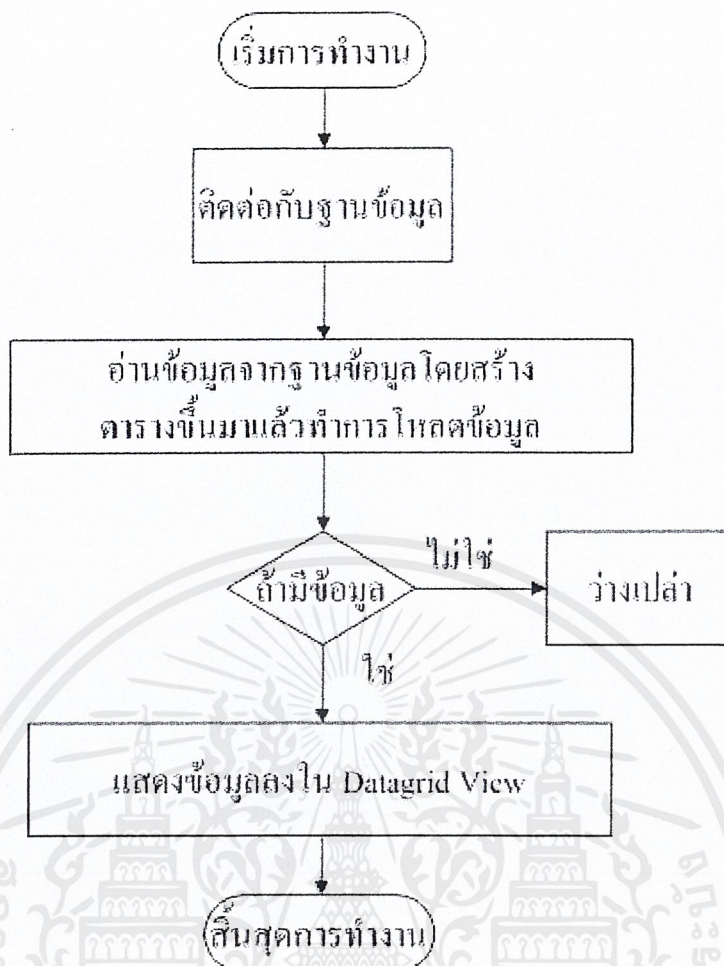 เริ่มการทำงาน
ติดต่อกับฐานข้อมูล
อ่านข้อมูลจากฐานข้อมูลโดยสร้าง
ตารางขึ้นมาแล้วทำการโหลดข้อมูล
ถ้ามีข้อมูล
ไม่ใช่
ว่างเปล่า
ใช่
แสดงข้อมูลลงใน Datagrid View
สิ้นสุดการทำงาน